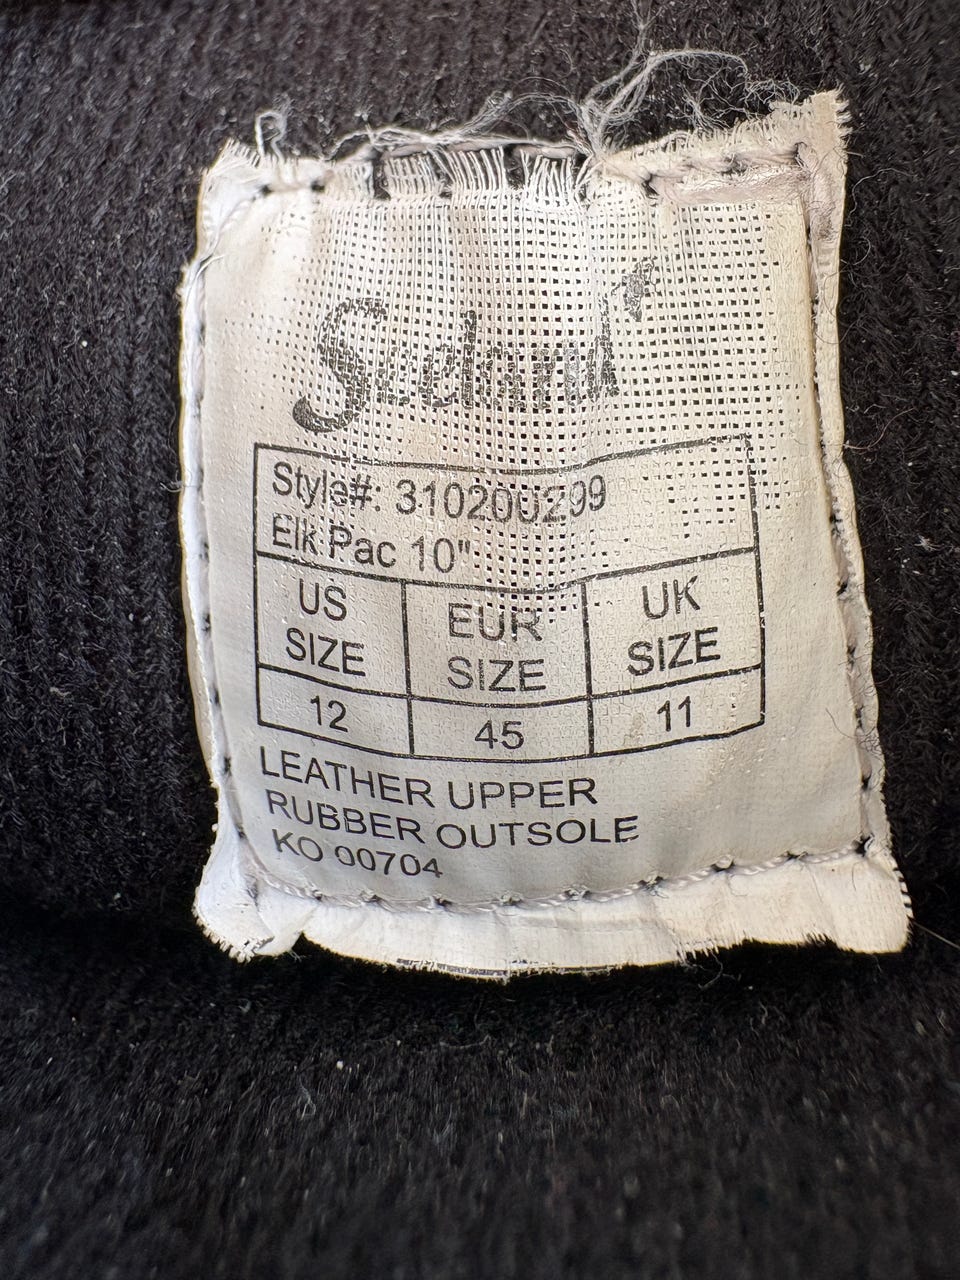 Style#: 310200299
Elk Pac 10"
US SIZE
EUR SIZE
UK SIZE
12
45
11
LEATHER UPPER
RUBBER OUTSOLE
KO 00704